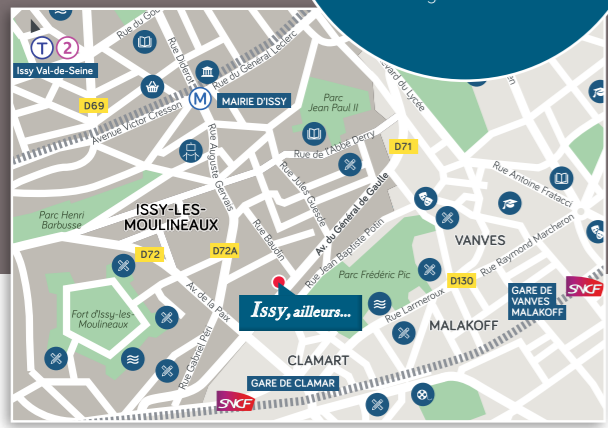 Rue du Gou
T 2
Issy Val-de-Seine
Rue Diderot
Rue du Général Leclerc
D69
M
MAIRIE D'ISSY
Avenue Victor Cresson
Parc
Jean Paul II
Rue de l'Abbé Derry
D71
vard du Lycée
Rue Auguste Gervais
Rue Jules Guesde
Av. du Général de Gaulle
Rue Antoine Fratacci
Parc Henri
Barbusse
ISSY-LES-
MOULINEAUX
Rue Baudin
Rue Jean Baptiste Potin
VANVES
Rue Raymond Marcheron
D72
D72A
Parc Frédéric Pic
D130
GARE DE
VANVES
MALAKOFF
SNCF
Av. de la Paix
Issy, ailleurs...
Rue Larmeroux
MALAKOFF
Fort d'Issy-les-
Moulineaux
Rue Gabriel Péri
CLAMART
GARE DE CLAMAR
SNCF